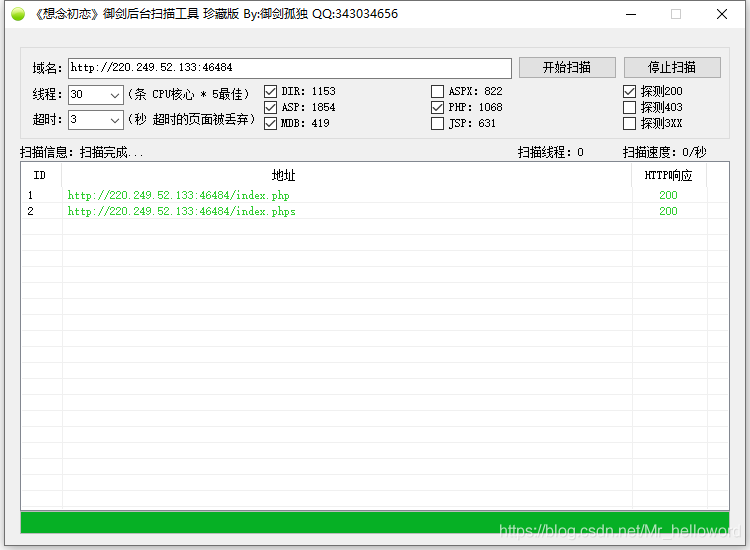 《想念初恋》御剑后台扫描工具 珍藏版 By:御剑孤独 QQ:343034656
域名: http://220.249.52.133:46484 开始扫描 停止扫描
线程: 30 (条 CPU核心 * 5最佳) DIR: 1153 ASPX: 822 探测200
ASP: 1854 PHP: 1068 探测403
超时: 3 (秒 超时的页面被丢弃) MDB: 419 JSP: 631 探测3XX
扫描信息: 扫描完成... 扫描线程: 0 扫描速度: 0/秒
ID 地址 HTTP响应
1 http://220.249.52.133:46484/index.php 200
2 http://220.249.52.133:46484/index.phps 200
https://blog.csdn.net/Mr_helloword